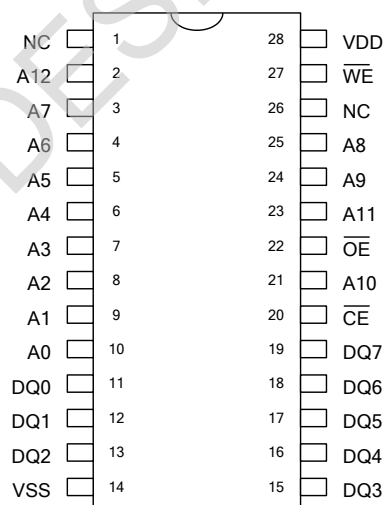 NC 1 28 VDD
A12 2 27 WE
A7 3 26 NC
A6 4 25 A8
A5 5 24 A9
A4 6 23 A11
A3 7 22 OE
A2 8 21 A10
A1 9 20 CE
A0 10 19 DQ7
DQ0 11 18 DQ6
DQ1 12 17 DQ5
DQ2 13 16 DQ4
VSS 14 15 DQ3